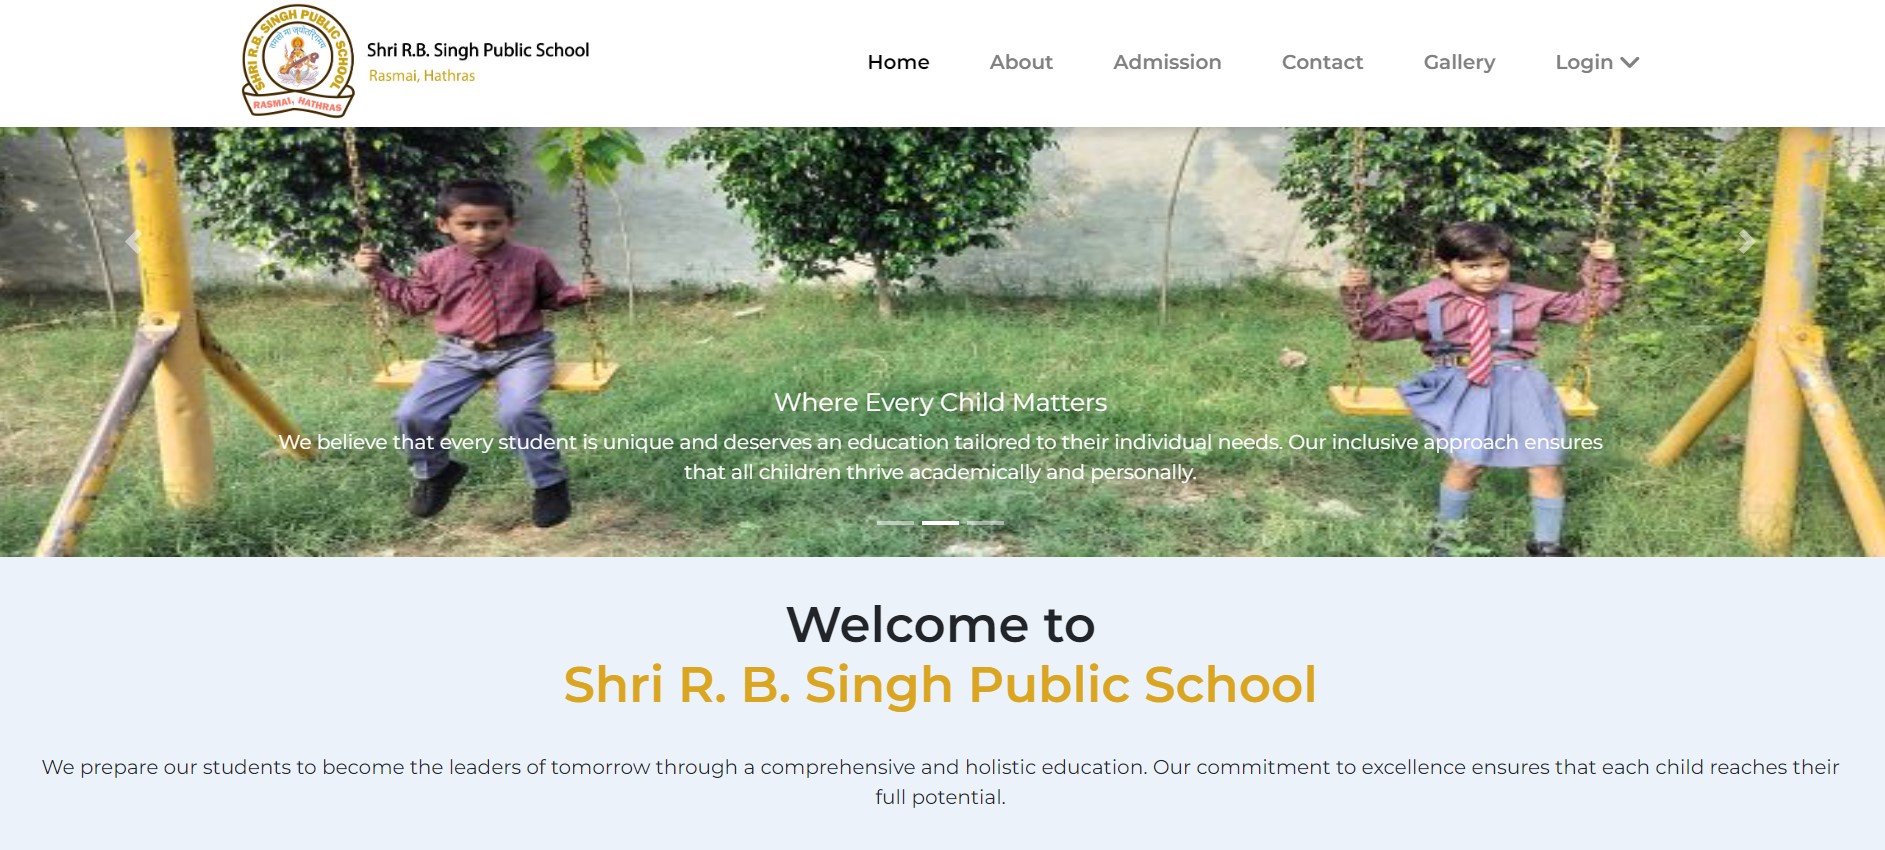 SHRI R.B. SINGH PUBLIC SCHOOL
तमसो मा ज्योतिर्गमय
RASMAI, HATHRAS
Shri R.B. Singh Public School
Rasmai, Hathras
Home About Admission Contact Gallery Login
Where Every Child Matters
We believe that every student is unique and deserves an education tailored to their individual needs. Our inclusive approach ensures
that all children thrive academically and personally.
Welcome to
Shri R. B. Singh Public School
We prepare our students to become the leaders of tomorrow through a comprehensive and holistic education. Our commitment to excellence ensures that each child reaches their
full potential.